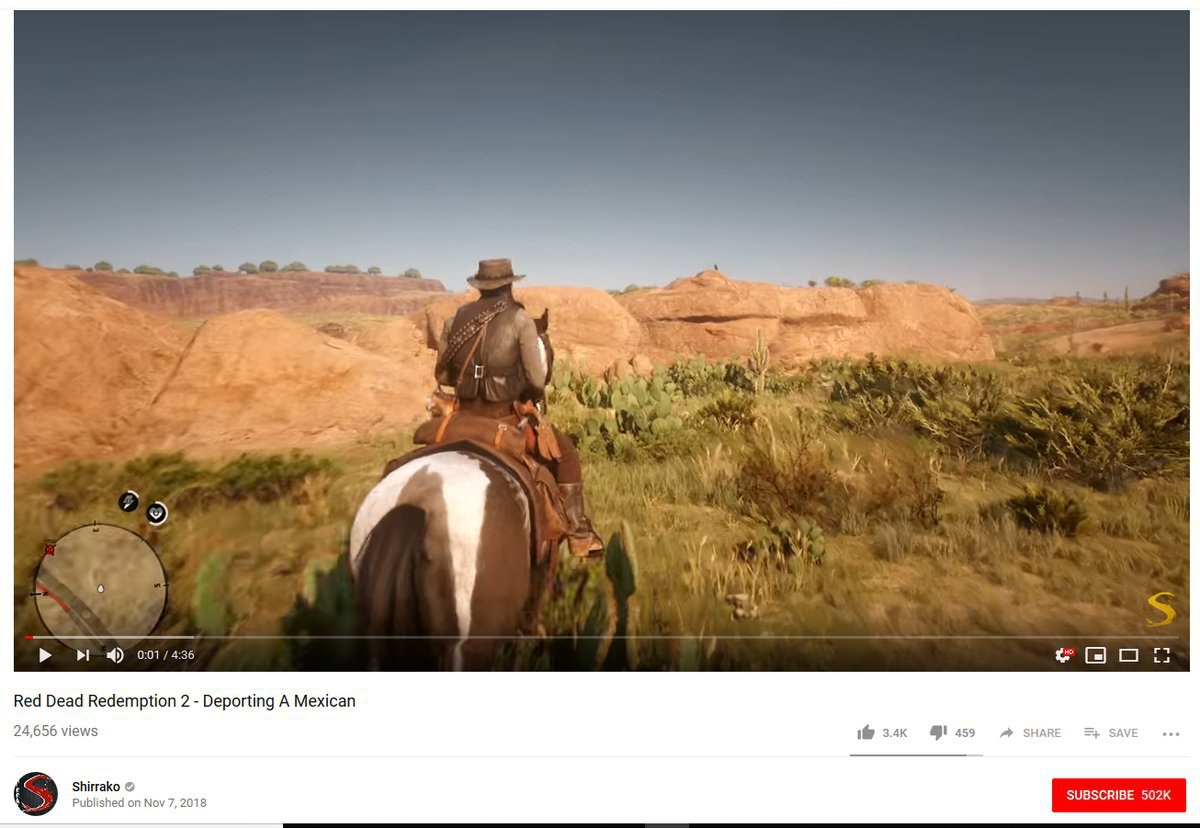 0:01 / 4:36
HD
Red Dead Redemption 2 - Deporting A Mexican
24,656 views
3.4K
459
SHARE
SAVE
Shirrako
Published on Nov 7, 2018
SUBSCRIBE 502K